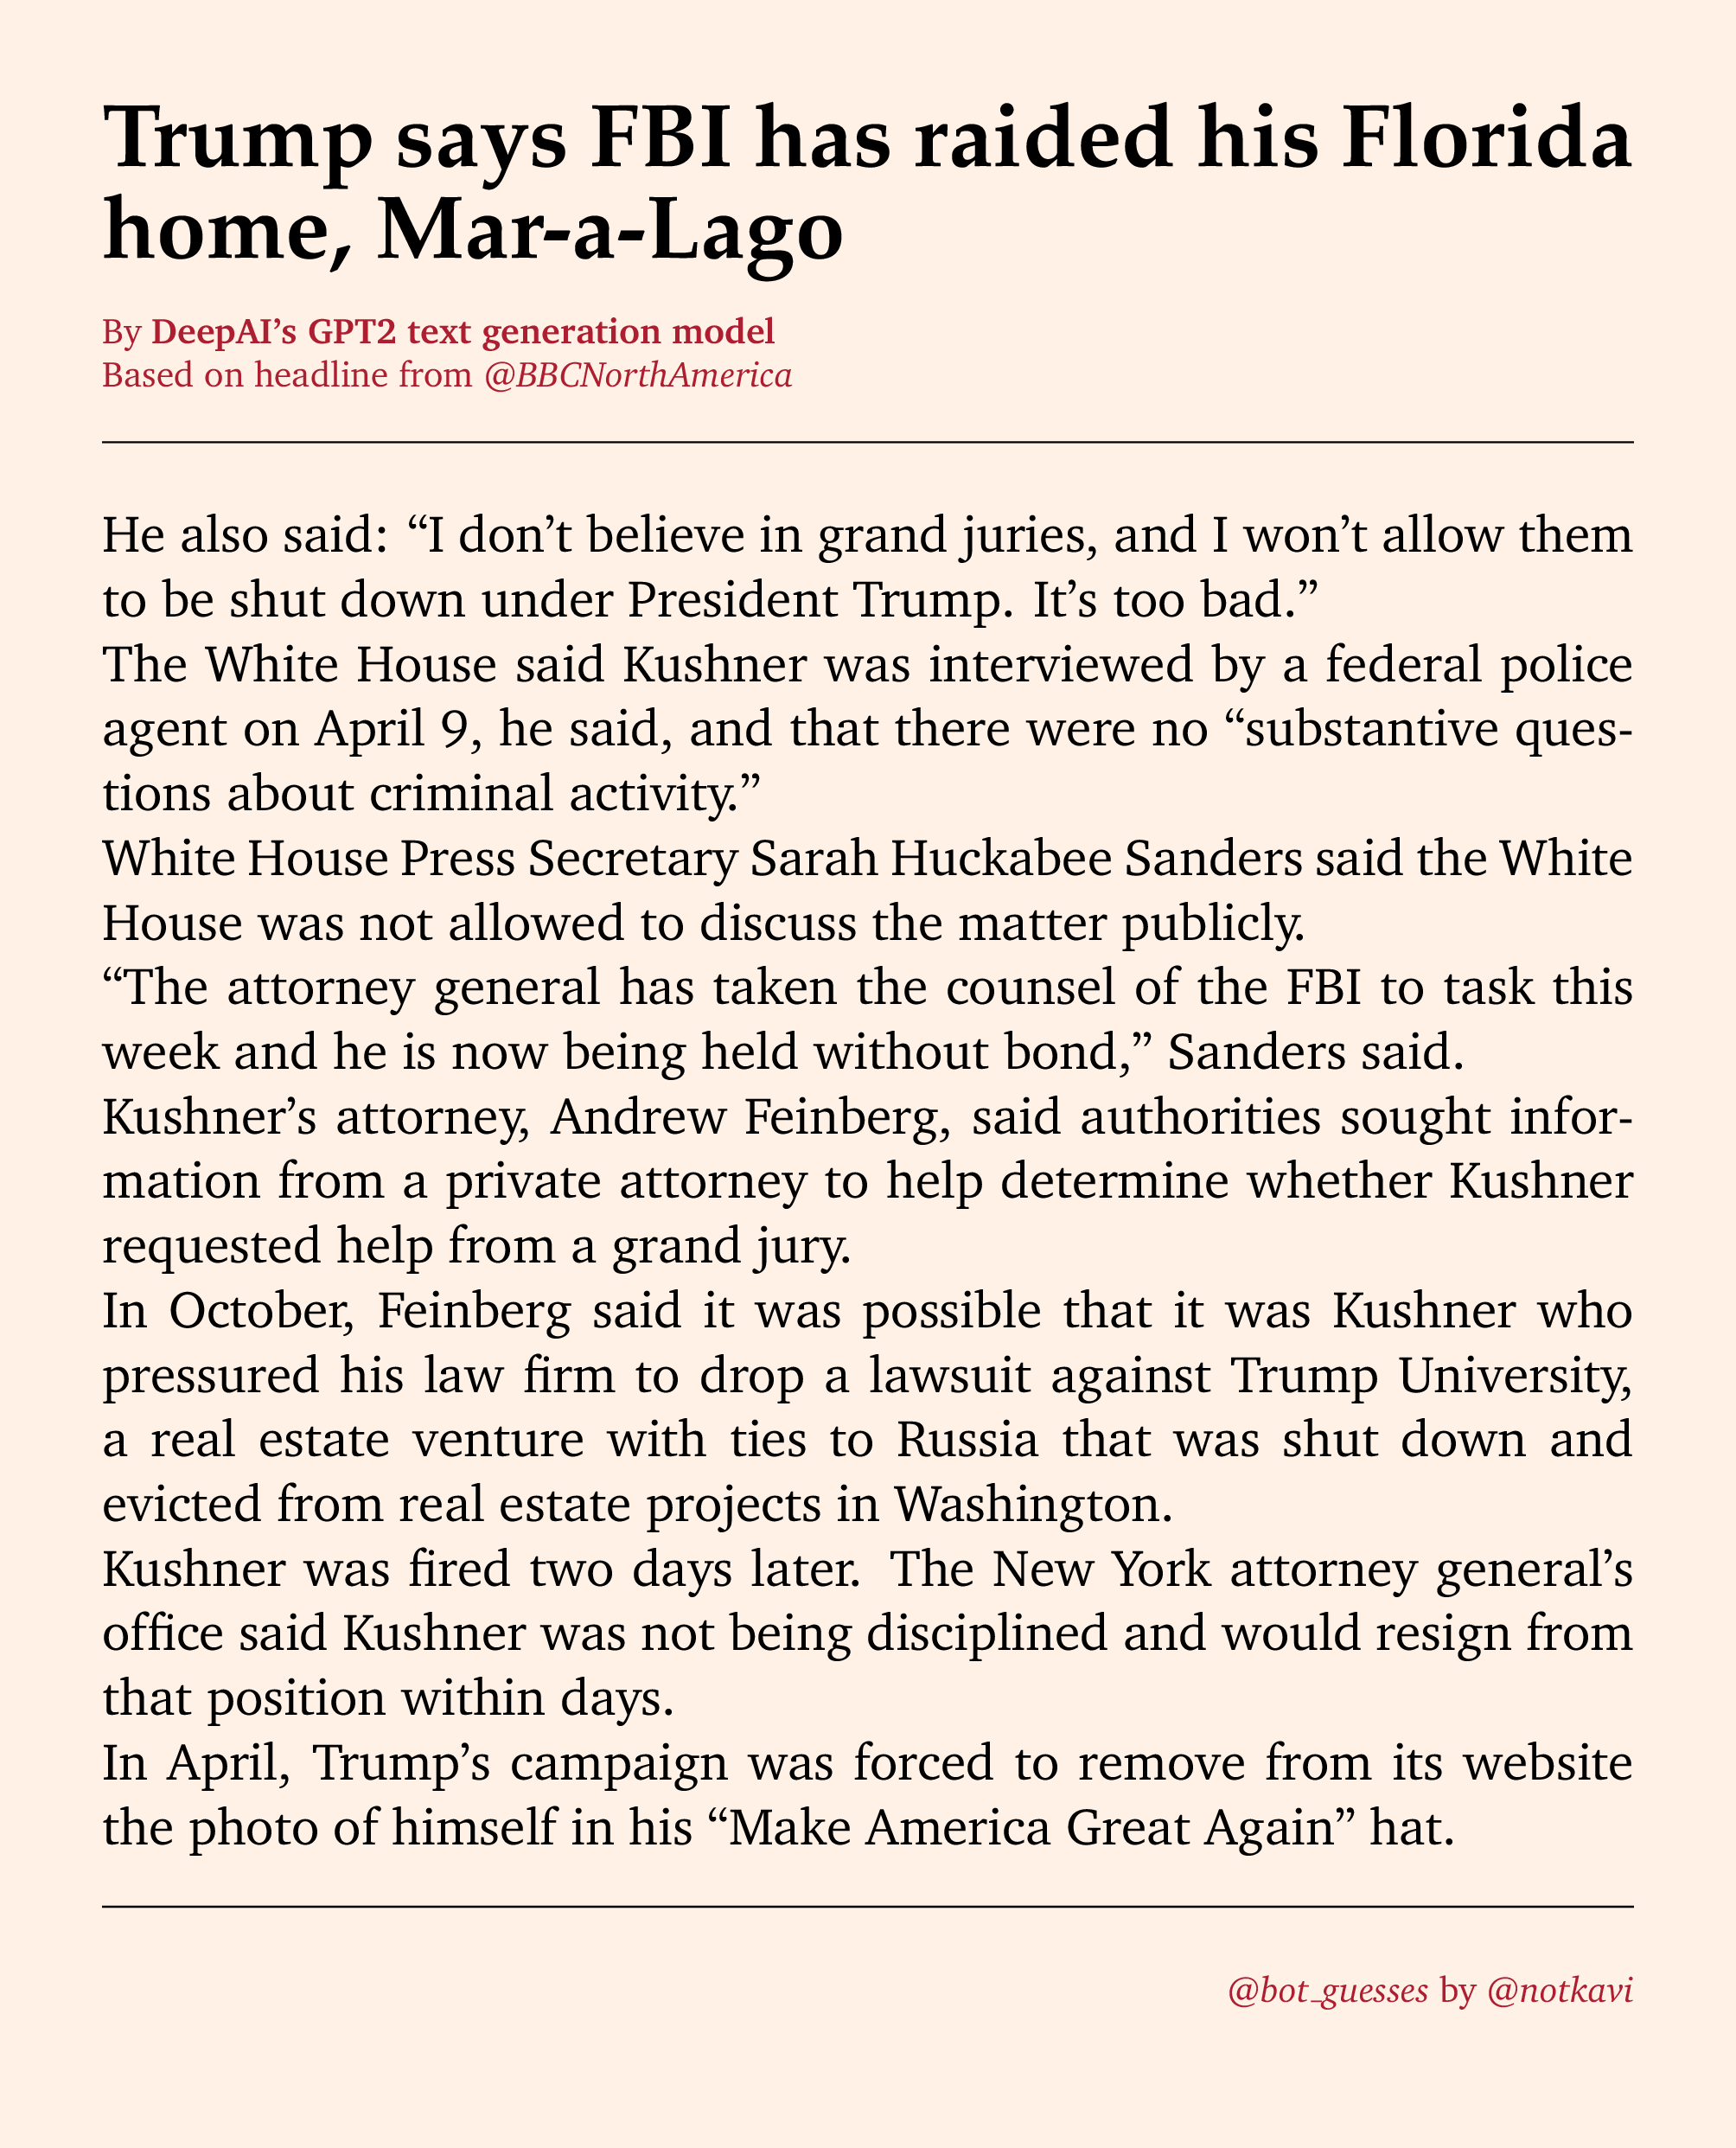 Trump says FBI has raided his Florida
home, Mar-a-Lago
By DeepAI’s GPT2 text generation model
Based on headline from @BBCNorthAmerica
He also said: “I don’t believe in grand juries, and I won’t allow them
to be shut down under President Trump. It’s too bad.”
The White House said Kushner was interviewed by a federal police
agent on April 9, he said, and that there were no “substantive ques-
tions about criminal activity.”
White House Press Secretary Sarah Huckabee Sanders said the White
House was not allowed to discuss the matter publicly.
“The attorney general has taken the counsel of the FBI to task this
week and he is now being held without bond,” Sanders said.
Kushner’s attorney, Andrew Feinberg, said authorities sought infor-
mation from a private attorney to help determine whether Kushner
requested help from a grand jury.
In October, Feinberg said it was possible that it was Kushner who
pressured his law firm to drop a lawsuit against Trump University,
a real estate venture with ties to Russia that was shut down and
evicted from real estate projects in Washington.
Kushner was fired two days later. The New York attorney general’s
office said Kushner was not being disciplined and would resign from
that position within days.
In April, Trump’s campaign was forced to remove from its website
the photo of himself in his “Make America Great Again” hat.
@bot_guesses by @notkavi